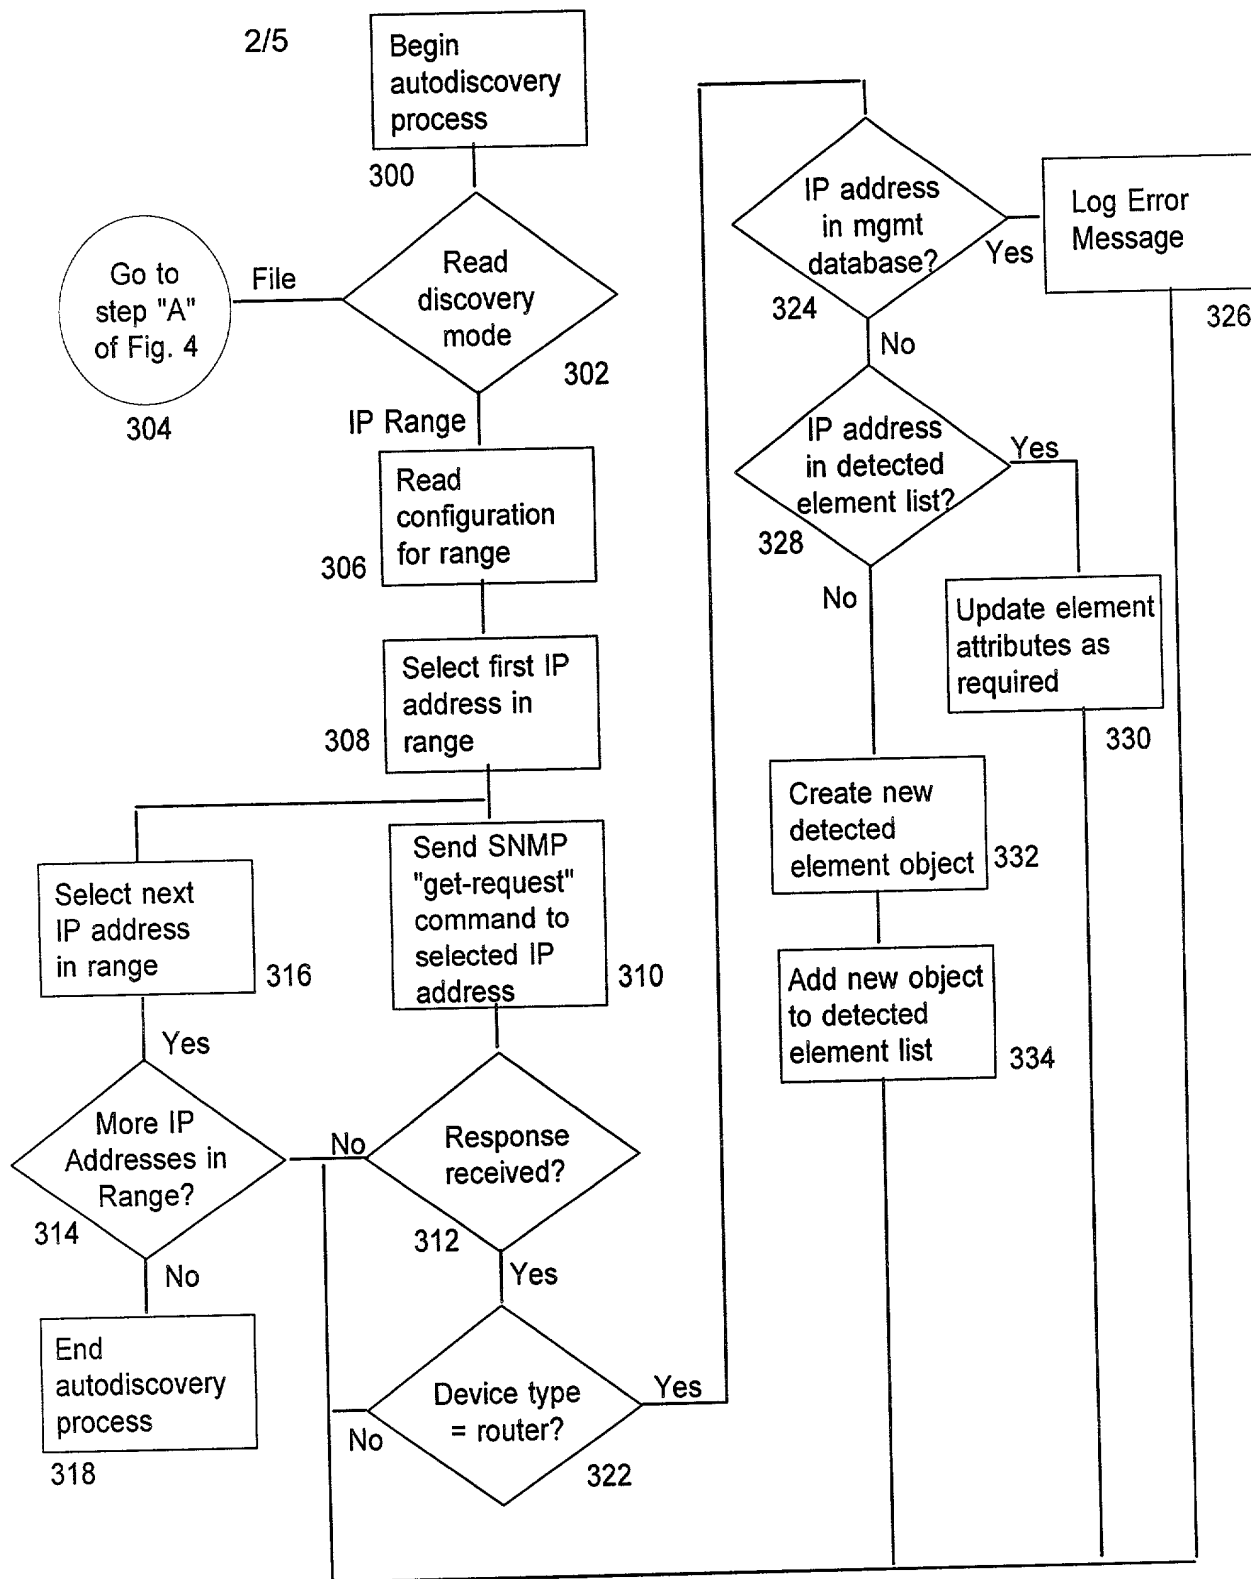 2/5
Begin
autodiscovery
process
300
Read
discovery
mode
302
File
Go to
step "A"
of Fig. 4
304
IP Range
Read
configuration
for range
306
Select first IP
address in
range
308
Send SNMP
"get-request"
command to
selected IP
address
310
Select next
IP address
in range
316
Yes
More IP
Addresses in
Range?
314
No
Response
received?
312
No
End
autodiscovery
process
318
Yes
Device type
= router?
322
No
Yes
IP address
in mgmt
database?
324
Yes
Log Error
Message
326
No
IP address
in detected
element list?
328
Yes
No
Update element
attributes as
required
330
Create new
detected
element object
332
Add new object
to detected
element list
334